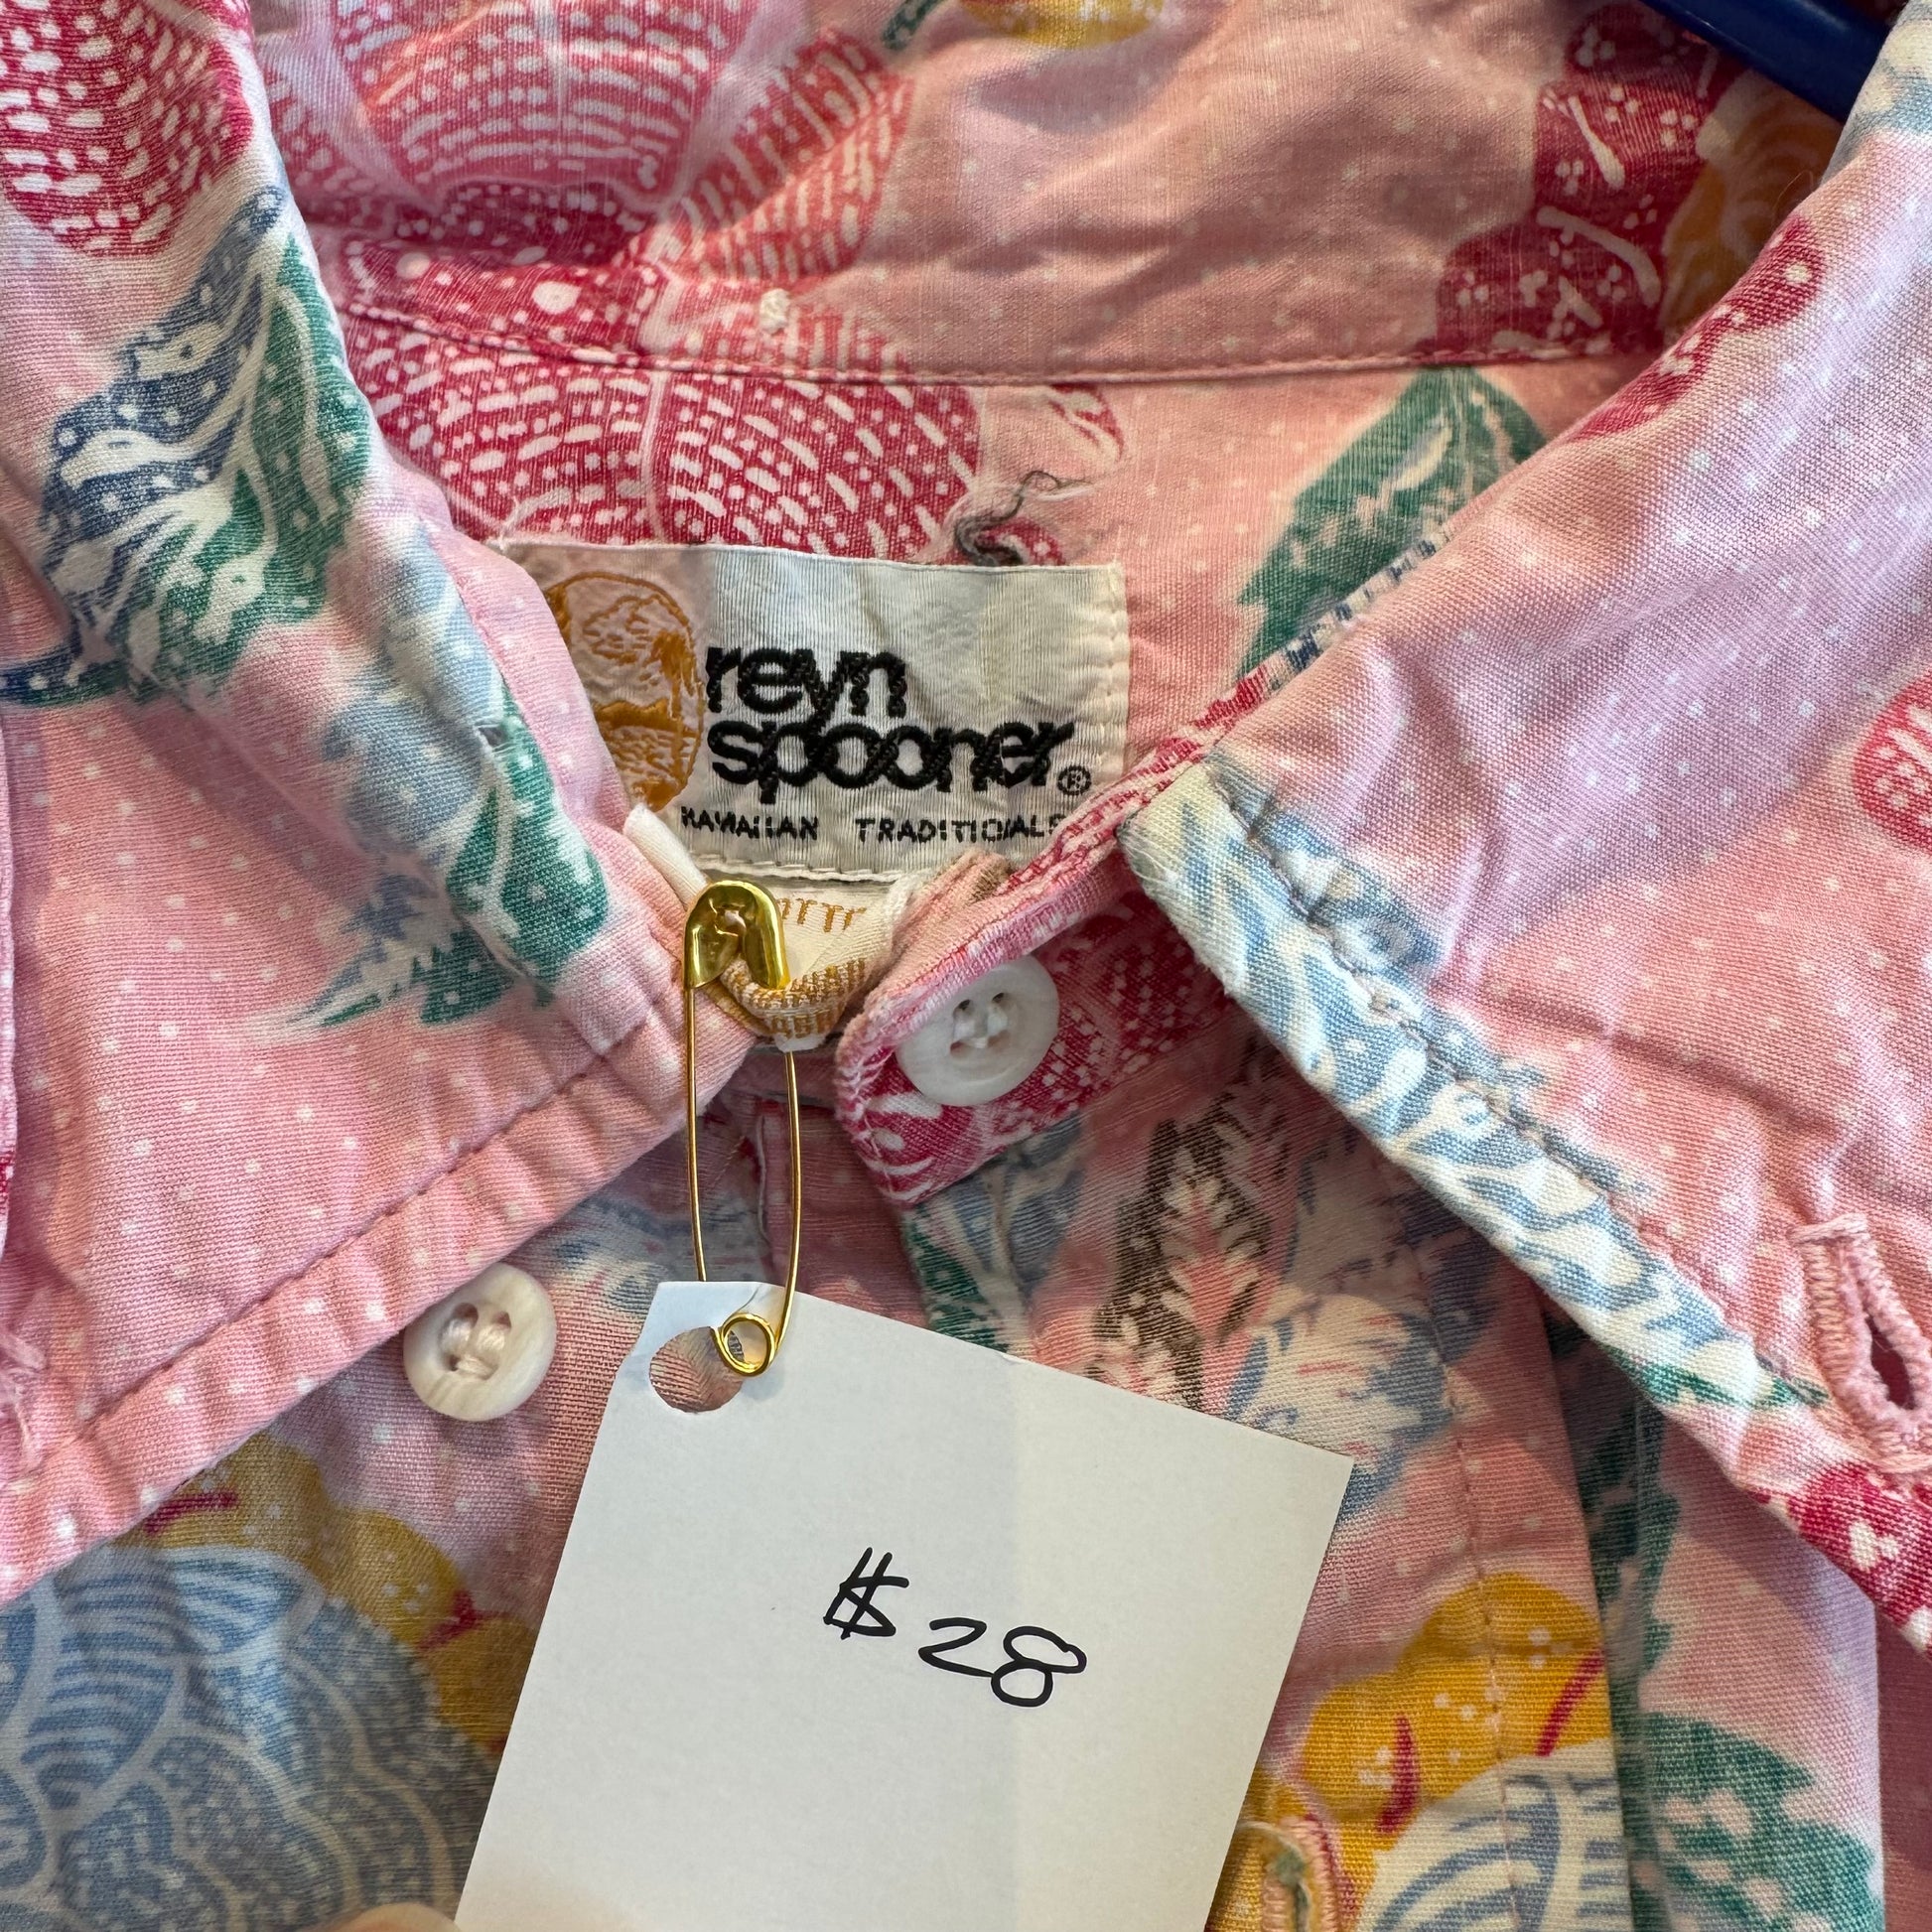 reyn
spooner®
HAWAIIAN TRADITIONALS
$28